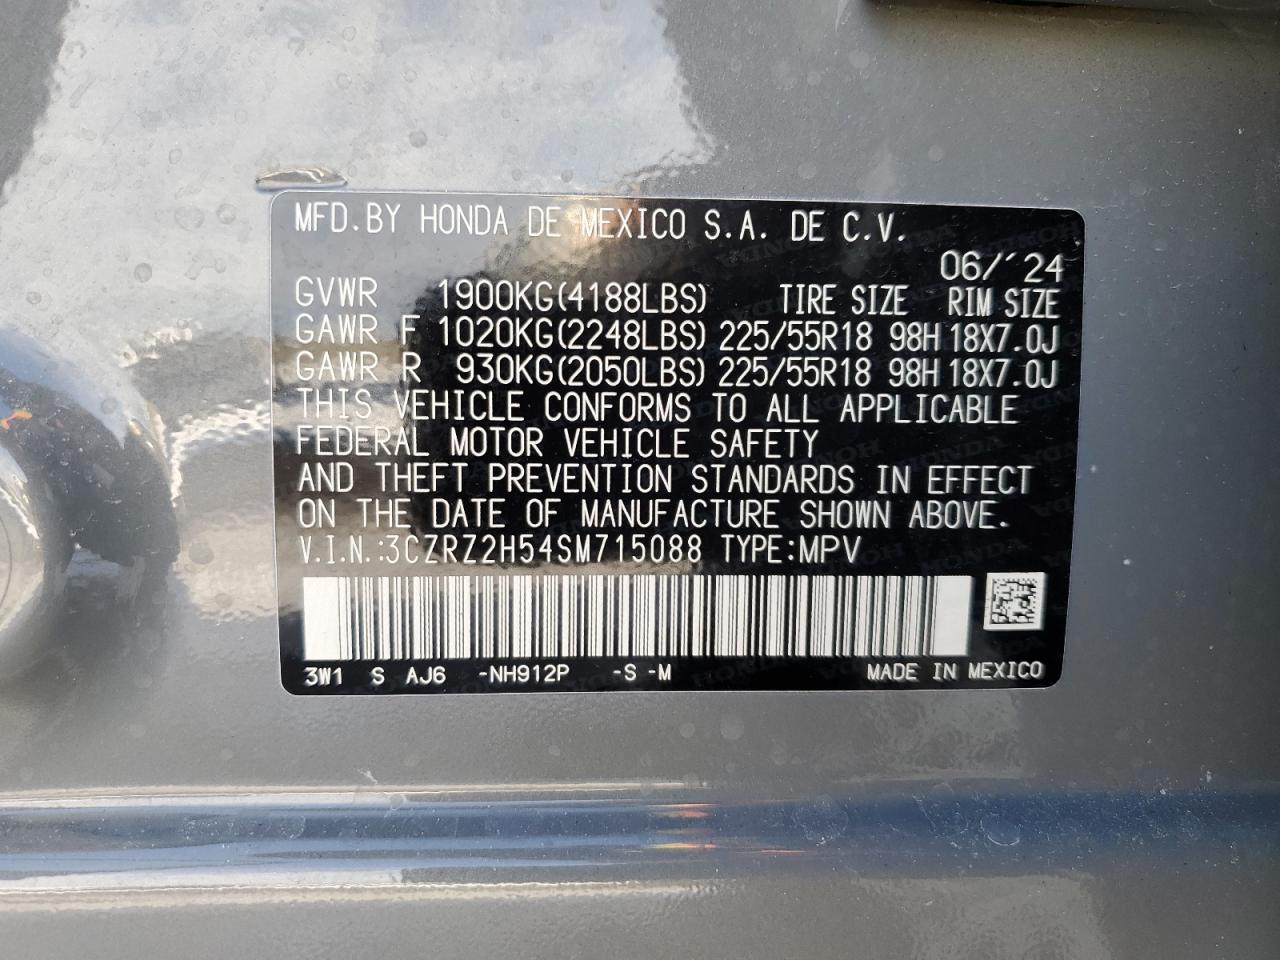 MFD.BY HONDA DE MEXICO S.A. DE C.V.
06/´24
GVWR 1900KG(4188LBS) TIRE SIZE RIM SIZE
GAWR F 1020KG(2248LBS) 225/55R18 98H 18X7.0J
GAWR R 930KG(2050LBS) 225/55R18 98H 18X7.0J
THIS VEHICLE CONFORMS TO ALL APPLICABLE
FEDERAL MOTOR VEHICLE SAFETY
AND THEFT PREVENTION STANDARDS IN EFFECT
ON THE DATE OF MANUFACTURE SHOWN ABOVE.
V.I.N.:3CZRZ2H54SM715088 TYPE:MPV
3W1 S AJ6 -NH912P -S -M MADE IN MEXICO